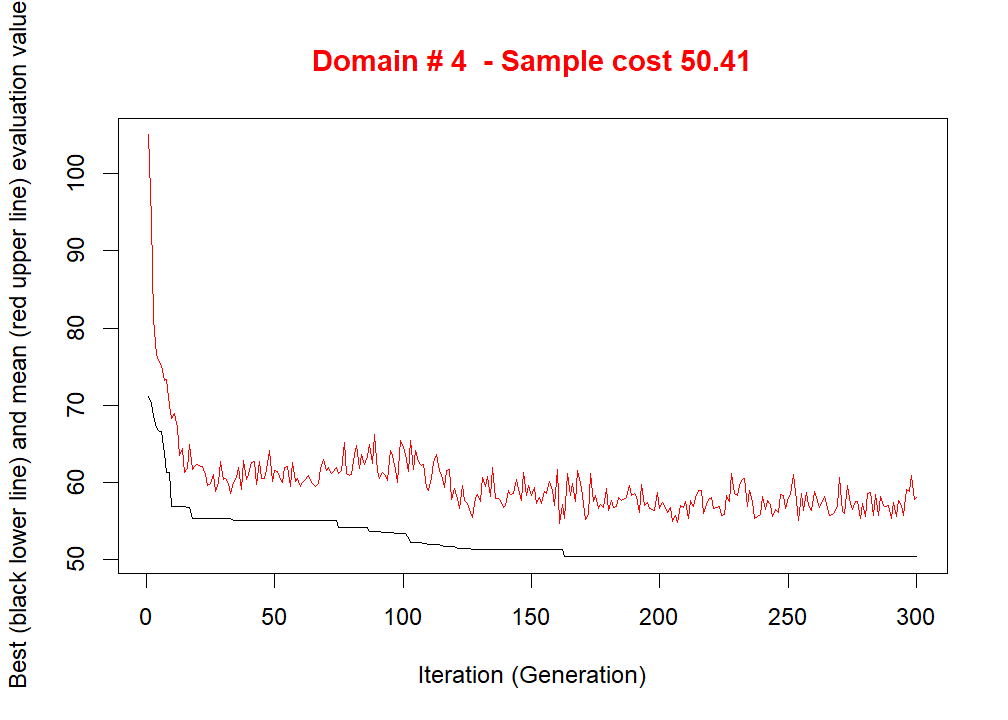 Domain # 4  - Sample cost 50.41
Best (black lower line) and mean (red upper line) evaluation value
100
90
80
70
60
50
0 50 100 150 200 250 300
Iteration (Generation)